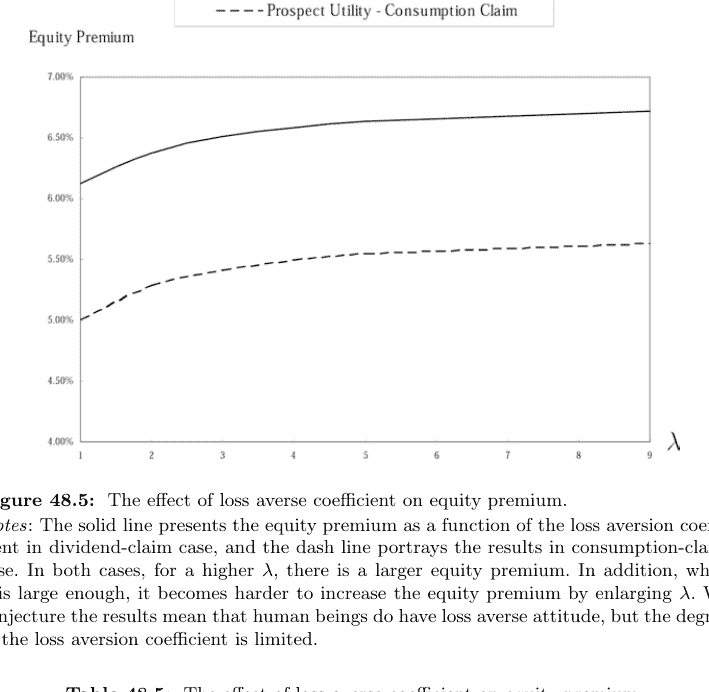 Prospect Utility - Consumption Claim
Equity Premium
7.00%
6.50%
6.00%
5.50%
5.00%
4.50%
4.00%
1 2 3 4 5 6 7 8 9
λ
gure 48.5: The effect of loss averse coefficient on equity premium.
otes: The solid line presents the equity premium as a function of the loss aversion coef
ent in dividend-claim case, and the dash line portrays the results in consumption-cla
se. In both cases, for a higher λ, there is a larger equity premium. In addition, wh
is large enough, it becomes harder to increase the equity premium by enlarging λ. W
njecture the results mean that human beings do have loss averse attitude, but the degr
the loss aversion coefficient is limited.
Table 48.5: The effect of loss averse coefficient on equity premium